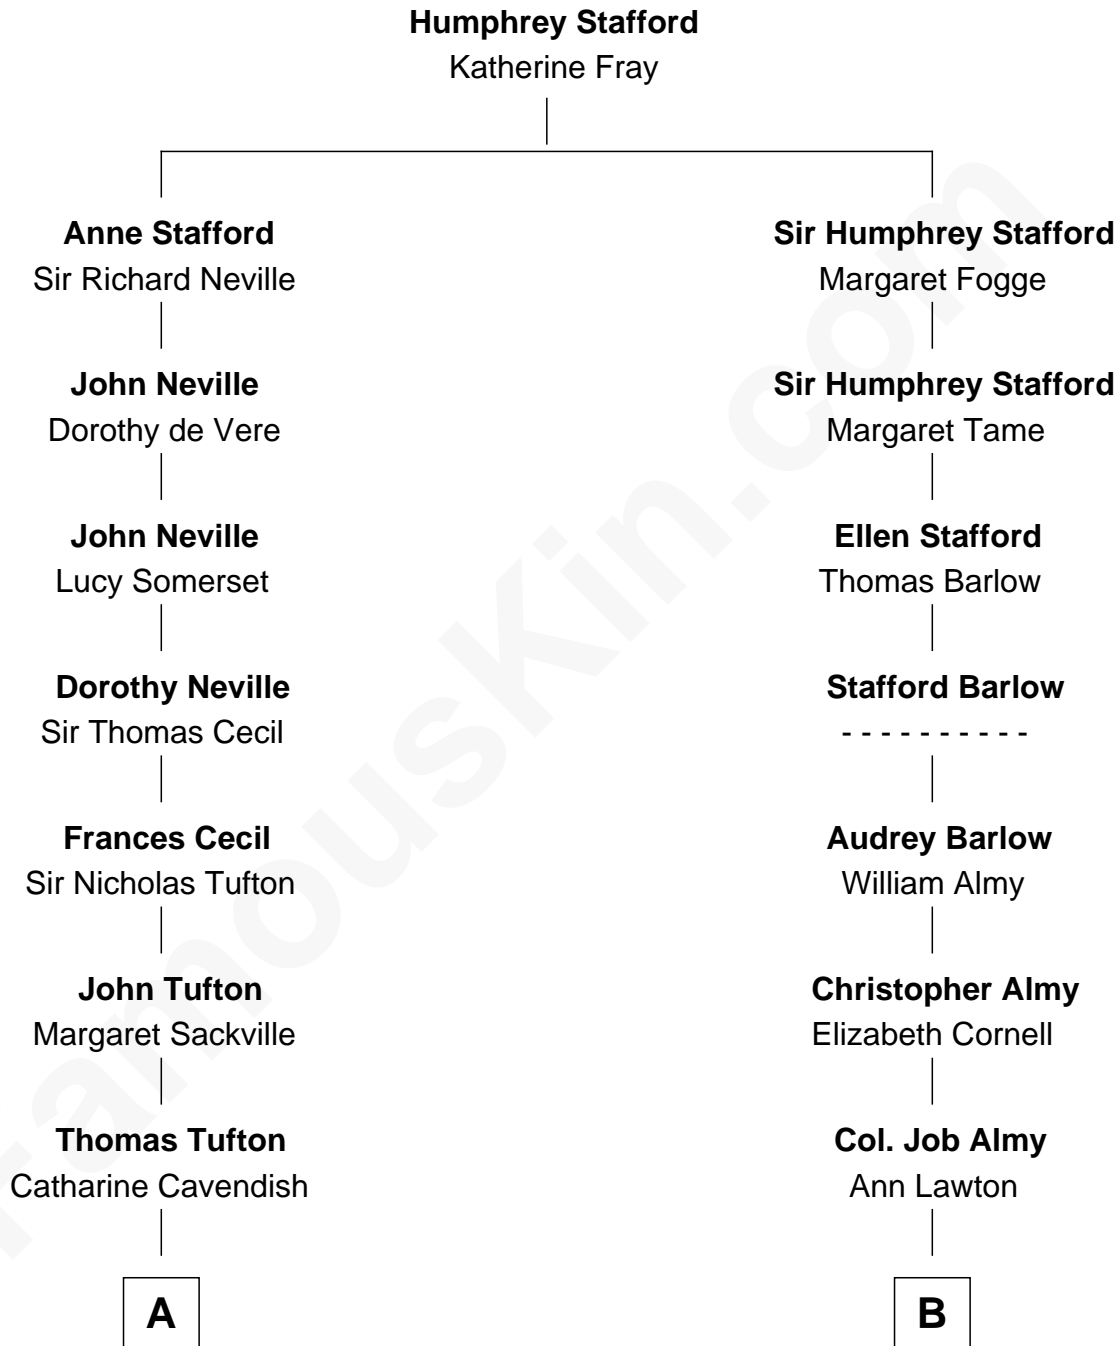 Humphrey Stafford
Katherine Fray
Anne Stafford
Sir Richard Neville
John Neville
Dorothy de Vere
John Neville
Lucy Somerset
Dorothy Neville
Sir Thomas Cecil
Frances Cecil
Sir Nicholas Tufton
John Tufton
Margaret Sackville
Thomas Tufton
Catharine Cavendish
A
Sir Humphrey Stafford
Margaret Fogge
Sir Humphrey Stafford
Margaret Tame
Ellen Stafford
Thomas Barlow
Stafford Barlow
- - - - - - - - - -
Audrey Barlow
William Almy
Christopher Almy
Elizabeth Cornell
Col. Job Almy
Ann Lawton
B
FamousKin.com